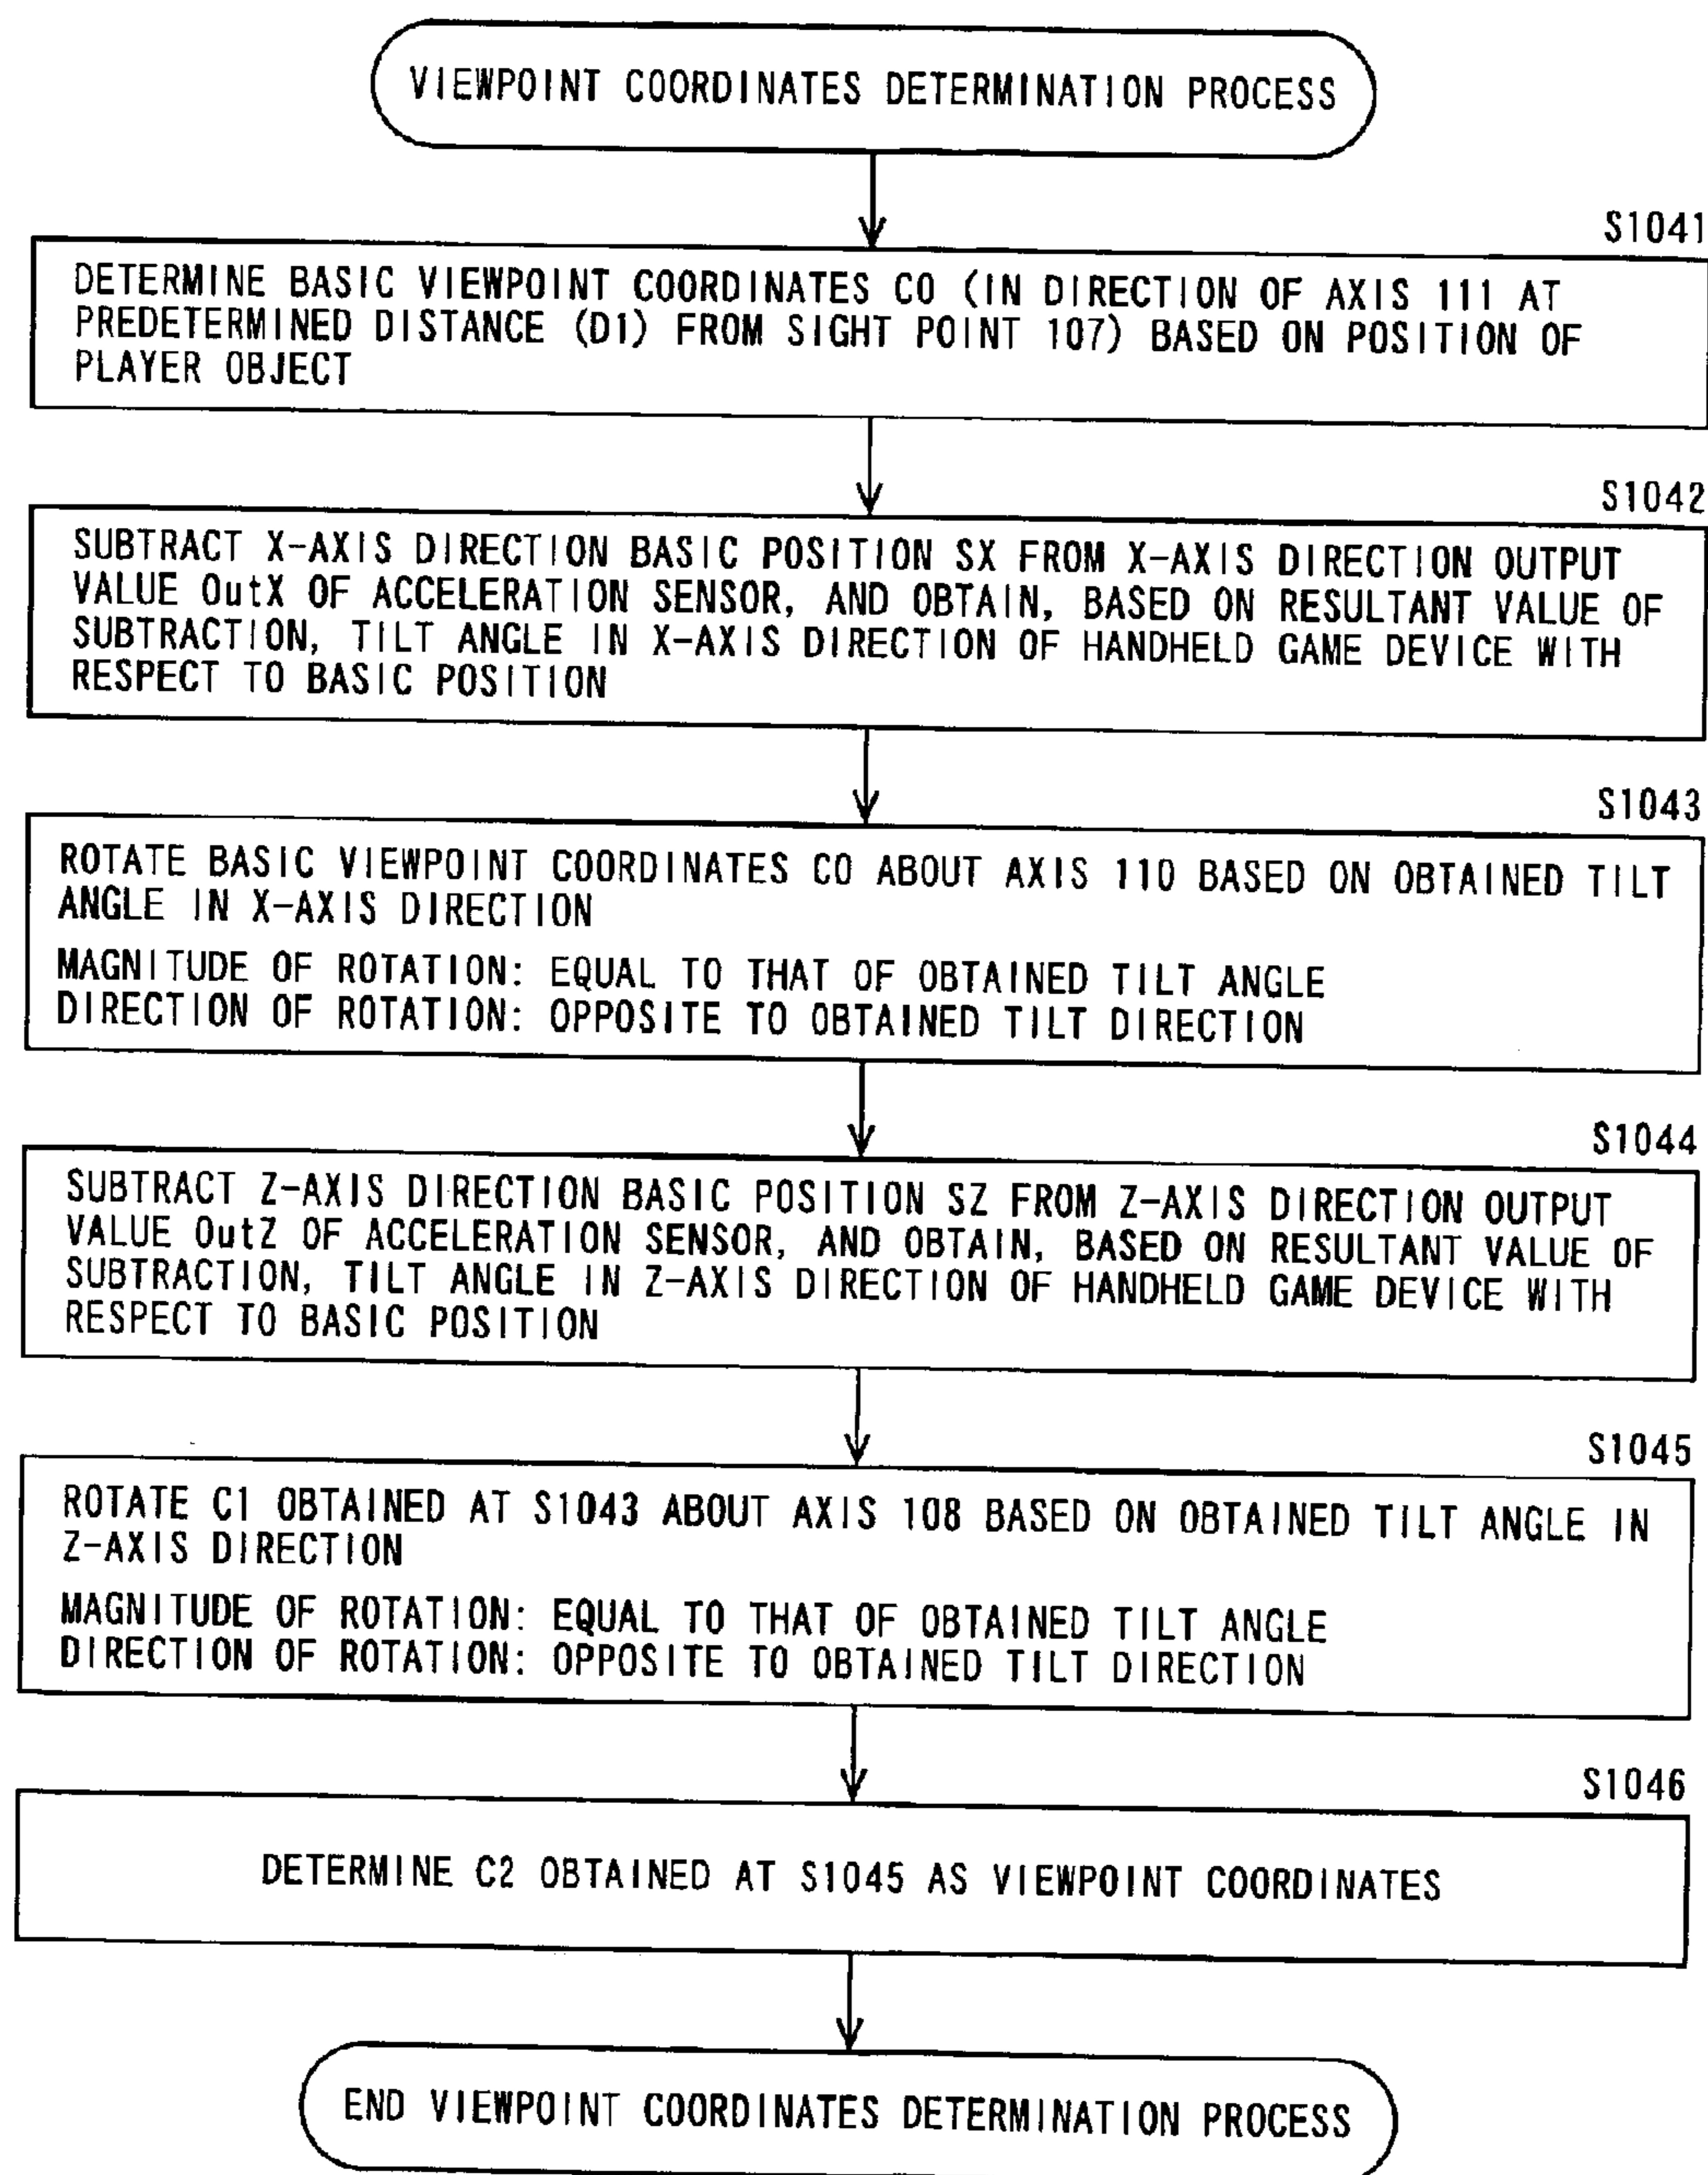 VIEWPOINT COORDINATES DETERMINATION PROCESS
S1041
DETERMINE BASIC VIEWPOINT COORDINATES C0 (IN DIRECTION OF AXIS 111 AT
PREDETERMINED DISTANCE (D1) FROM SIGHT POINT 107) BASED ON POSITION OF
PLAYER OBJECT
S1042
SUBTRACT X-AXIS DIRECTION BASIC POSITION SX FROM X-AXIS DIRECTION OUTPUT
VALUE OutX OF ACCELERATION SENSOR, AND OBTAIN, BASED ON RESULTANT VALUE OF
SUBTRACTION, TILT ANGLE IN X-AXIS DIRECTION OF HANDHELD GAME DEVICE WITH
RESPECT TO BASIC POSITION
S1043
ROTATE BASIC VIEWPOINT COORDINATES C0 ABOUT AXIS 110 BASED ON OBTAINED TILT
ANGLE IN X-AXIS DIRECTION
MAGNITUDE OF ROTATION: EQUAL TO THAT OF OBTAINED TILT ANGLE
DIRECTION OF ROTATION: OPPOSITE TO OBTAINED TILT DIRECTION
S1044
SUBTRACT Z-AXIS DIRECTION BASIC POSITION SZ FROM Z-AXIS DIRECTION OUTPUT
VALUE OutZ OF ACCELERATION SENSOR, AND OBTAIN, BASED ON RESULTANT VALUE OF
SUBTRACTION, TILT ANGLE IN Z-AXIS DIRECTION OF HANDHELD GAME DEVICE WITH
RESPECT TO BASIC POSITION
S1045
ROTATE C1 OBTAINED AT S1043 ABOUT AXIS 108 BASED ON OBTAINED TILT ANGLE IN
Z-AXIS DIRECTION
MAGNITUDE OF ROTATION: EQUAL TO THAT OF OBTAINED TILT ANGLE
DIRECTION OF ROTATION: OPPOSITE TO OBTAINED TILT DIRECTION
S1046
DETERMINE C2 OBTAINED AT S1045 AS VIEWPOINT COORDINATES
END VIEWPOINT COORDINATES DETERMINATION PROCESS